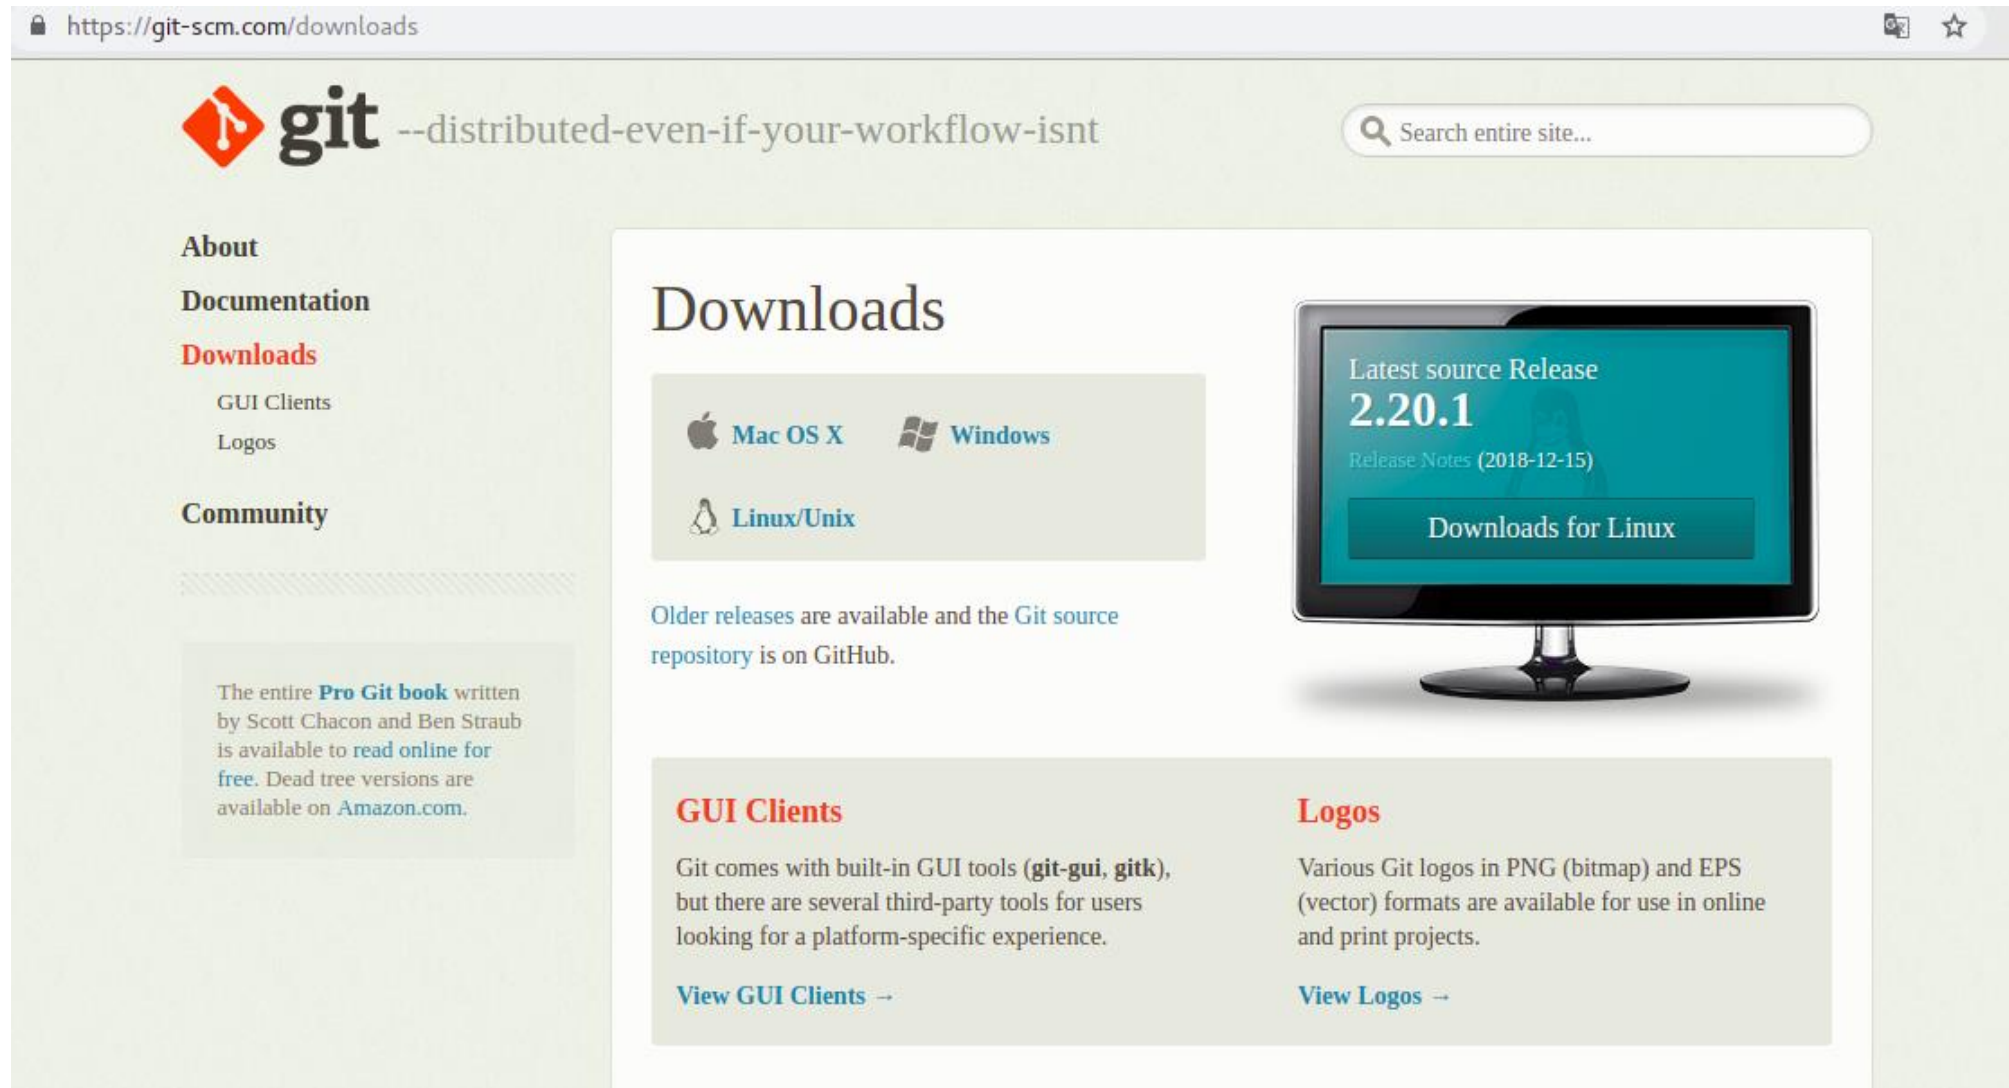 https://git-scm.com/downloads
git --distributed-even-if-your-workflow-isnt
Search entire site...
About
Documentation
Downloads
GUI Clients
Logos
Community
The entire Pro Git book written
by Scott Chacon and Ben Straub
is available to read online for
free. Dead tree versions are
available on Amazon.com.
Downloads
Mac OS X
Windows
Linux/Unix
Older releases are available and the Git source
repository is on GitHub.
Latest source Release
2.20.1
Release Notes (2018-12-15)
Downloads for Linux
GUI Clients
Git comes with built-in GUI tools (git-gui, gitk),
but there are several third-party tools for users
looking for a platform-specific experience.
View GUI Clients →
Logos
Various Git logos in PNG (bitmap) and EPS
(vector) formats are available for use in online
and print projects.
View Logos →